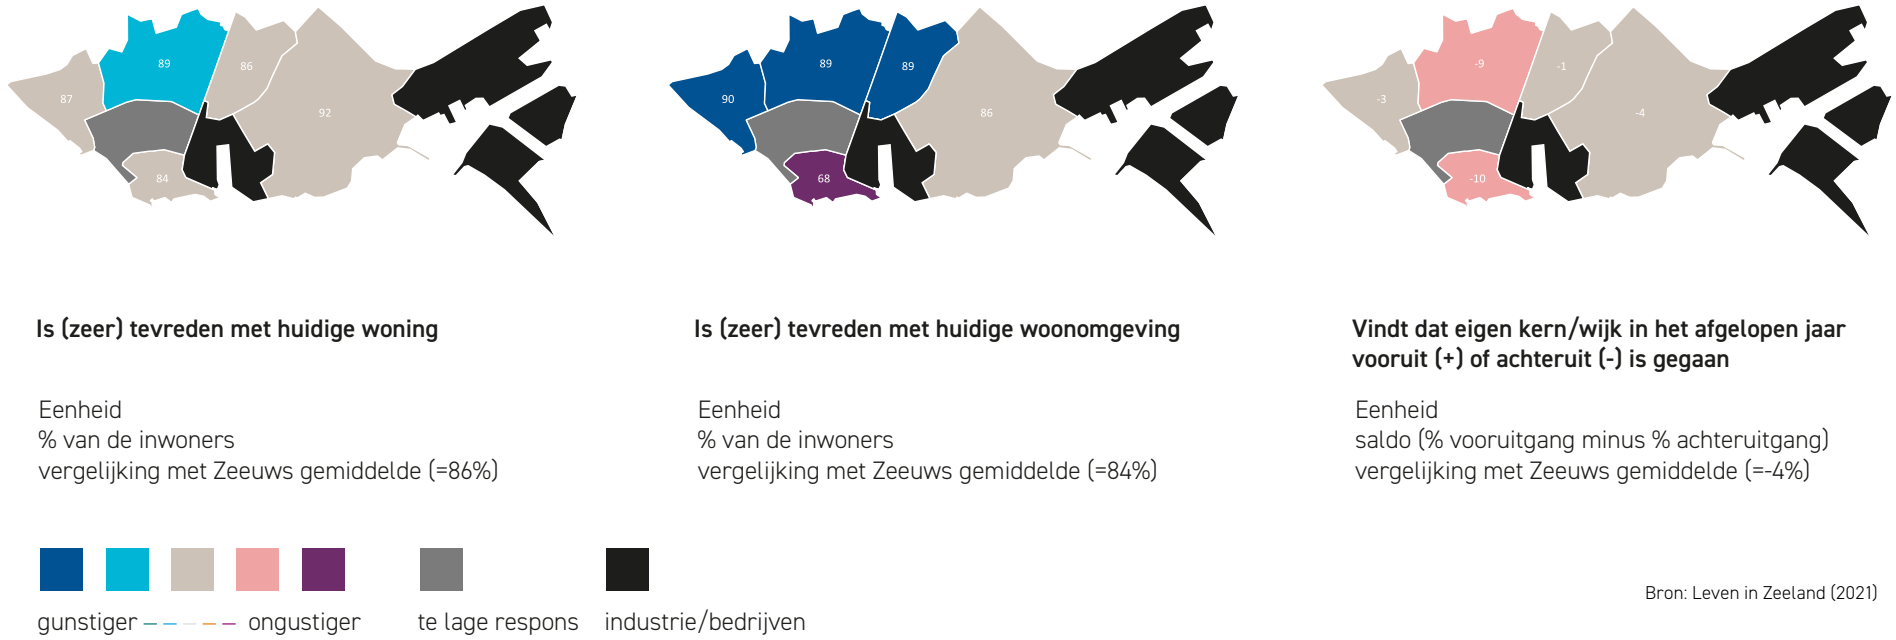 87
89
86
92
84
90
89
89
86
68
-3
-9
-1
-4
-10
Is (zeer) tevreden met huidige woning
Eenheid
% van de inwoners
vergelijking met Zeeuws gemiddelde (=86%)
Is (zeer) tevreden met huidige woonomgeving
Eenheid
% van de inwoners
vergelijking met Zeeuws gemiddelde (=84%)
Vindt dat eigen kern/wijk in het afgelopen jaar
vooruit (+) of achteruit (-) is gegaan
Eenheid
saldo (% vooruitgang minus % achteruitgang)
vergelijking met Zeeuws gemiddelde (=-4%)
gunstiger ongustiger
te lage respons
industrie/bedrijven
Bron: Leven in Zeeland (2021)